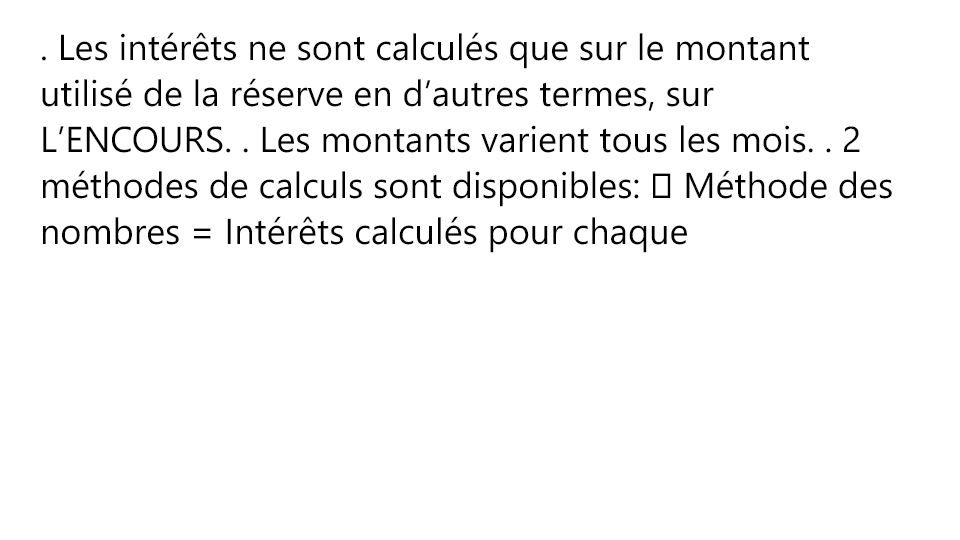 . Les intérêts ne sont calculés que sur le montant
utilisé de la réserve en d’autres termes, sur
L’ENCOURS. . Les montants varient tous les mois. . 2
méthodes de calculs sont disponibles:  Méthode des
nombres = Intérêts calculés pour chaque